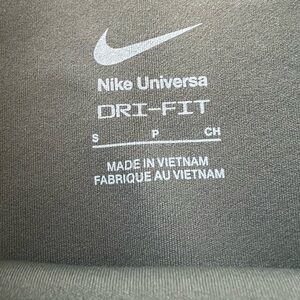 Nike Universa
DRI-FIT
S P CH
MADE IN VIETNAM
FABRIQUE AU VIETNAM